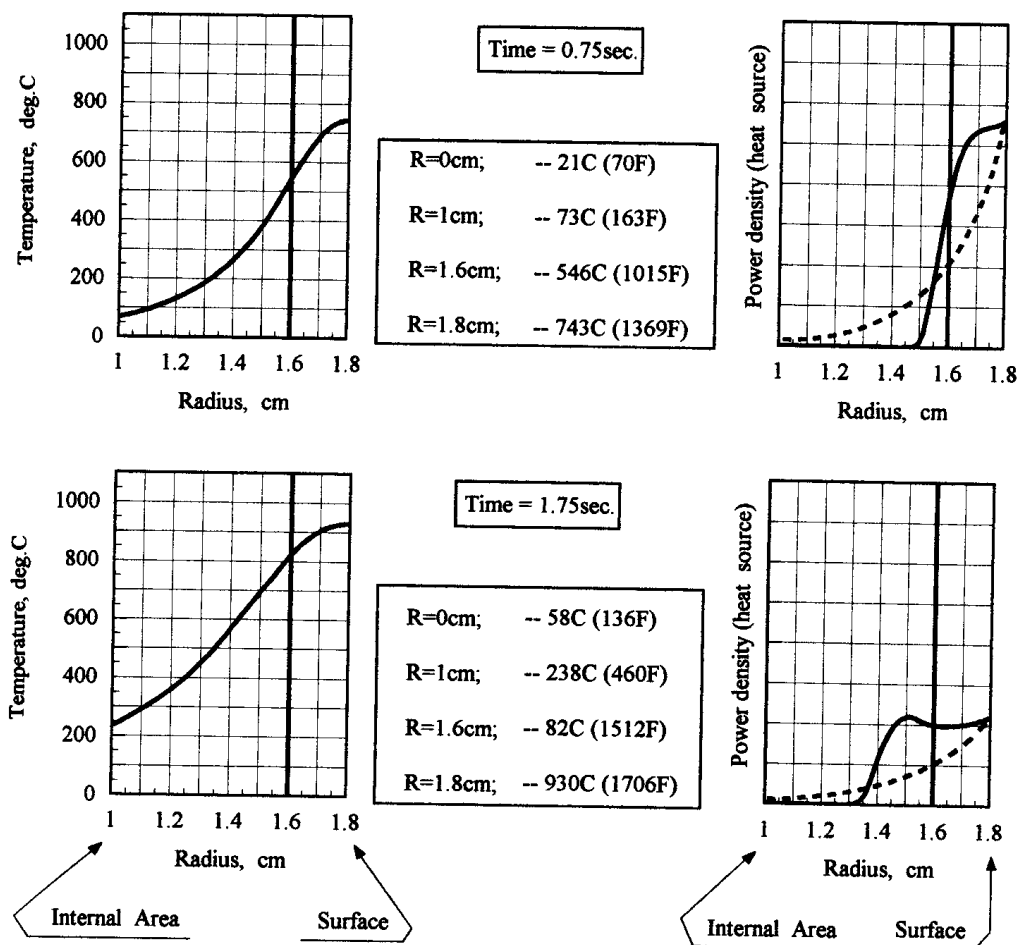 Time = 0.75sec.
Temperature, deg.C
1000
800
600
400
200
0
1 1.2 1.4 1.6 1.8
Radius, cm
R=0cm; -- 21C (70F)
R=1cm; -- 73C (163F)
R=1.6cm; -- 546C (1015F)
R=1.8cm; -- 743C (1369F)
Power density (heat source)
1 1.2 1.4 1.6 1.8
Radius, cm
Time = 1.75sec.
Temperature, deg.C
1000
800
600
400
200
0
1 1.2 1.4 1.6 1.8
Radius, cm
Internal Area Surface
R=0cm; -- 58C (136F)
R=1cm; -- 238C (460F)
R=1.6cm; -- 82C (1512F)
R=1.8cm; -- 930C (1706F)
Power density (heat source)
1 1.2 1.4 1.6 1.8
Radius, cm
Internal Area Surface